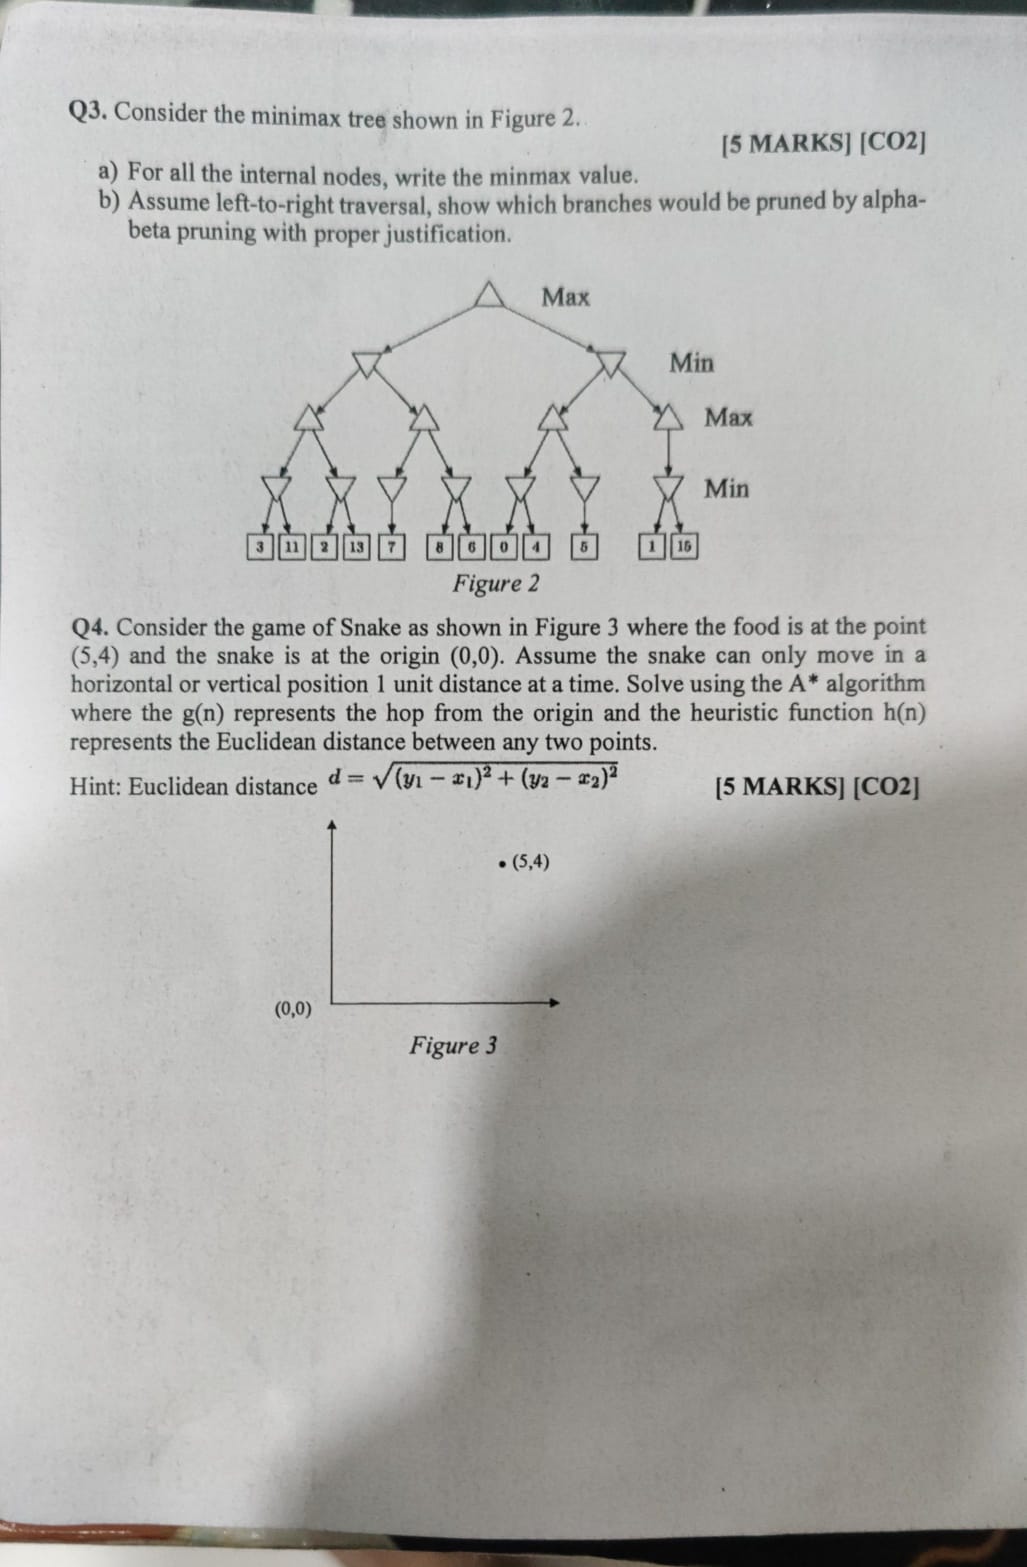 Q3. Consider the minimax tree shown in Figure 2.
[5 MARKS] [CO2]
a) For all the internal nodes, write the minmax value.
b) Assume left-to-right traversal, show which branches would be pruned by alpha-
beta pruning with proper justification.
Max
Min
Max
Min
3 11 2 13 7 8 6 0 4 5 1 15
Figure 2
Q4. Consider the game of Snake as shown in Figure 3 where the food is at the point
(5,4) and the snake is at the origin (0,0). Assume the snake can only move in a
horizontal or vertical position 1 unit distance at a time. Solve using the A* algorithm
where the g(n) represents the hop from the origin and the heuristic function h(n)
represents the Euclidean distance between any two points.
Hint: Euclidean distance d = √(y₁ − x₁)² + (y₂ − x₂)² [5 MARKS] [CO2]
(5,4)
(0,0)
Figure 3